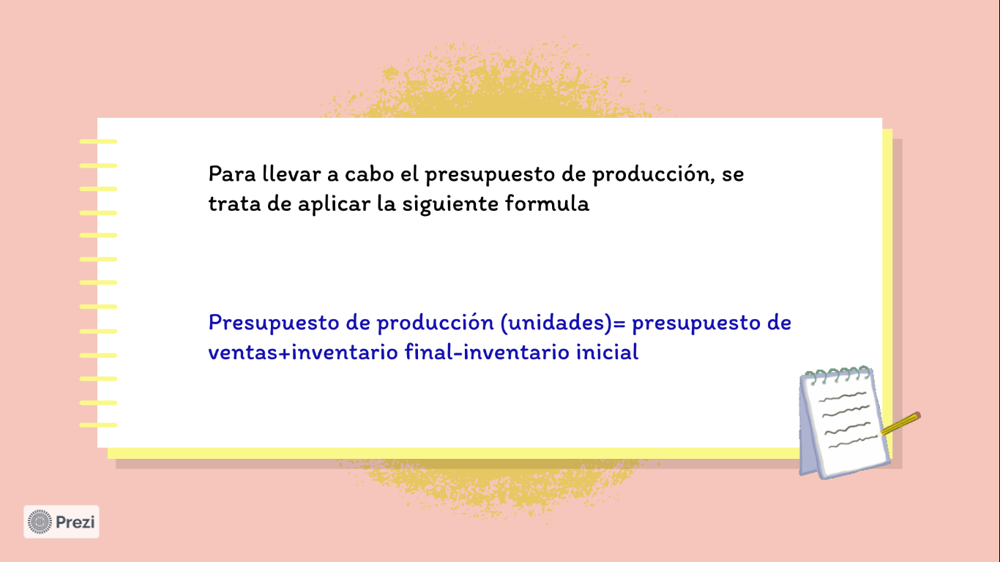 Para llevar a cabo el presupuesto de producción, se
trata de aplicar la siguiente formula
Presupuesto de producción (unidades)= presupuesto de
ventas+inventario final-inventario inicial
Prezi